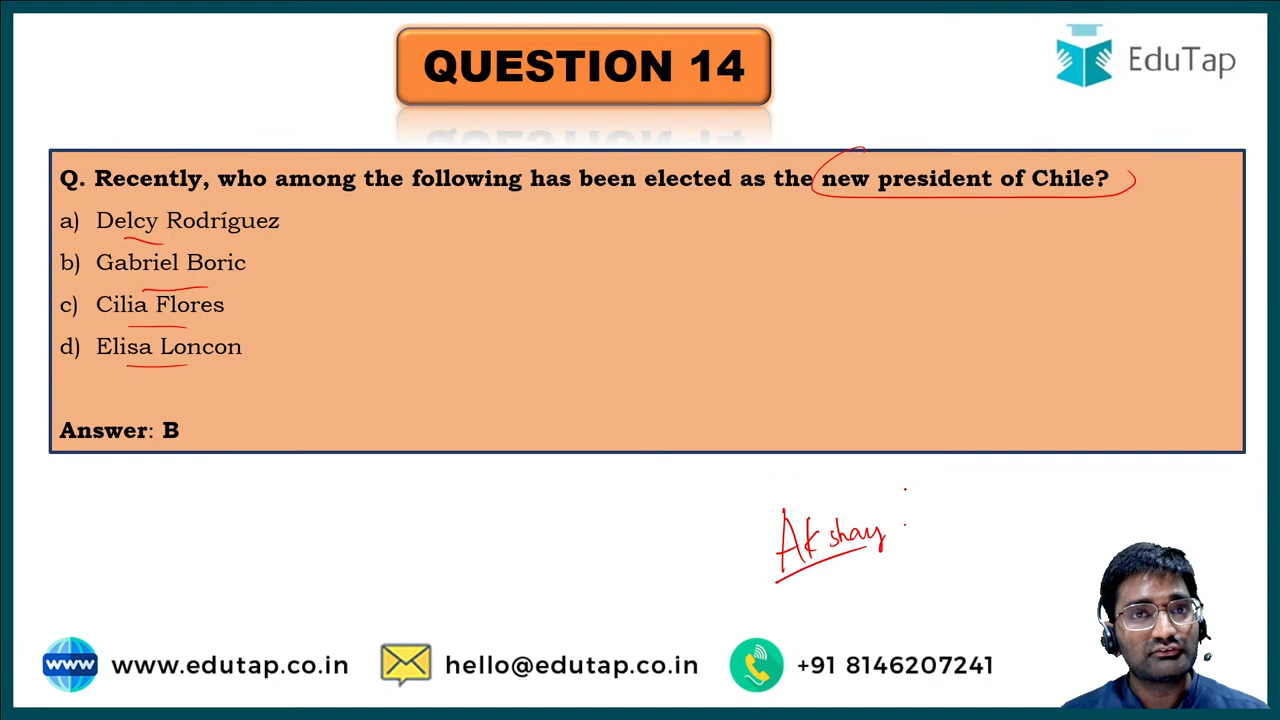 QUESTION 14
EduTap
Q. Recently, who among the following has been elected as the new president of Chile?
a) Delcy Rodríguez
b) Gabriel Boric
c) Cilia Flores
d) Elisa Loncon
Answer: B
Akshay :
www www.edutap.co.in hello@edutap.co.in +91 8146207241